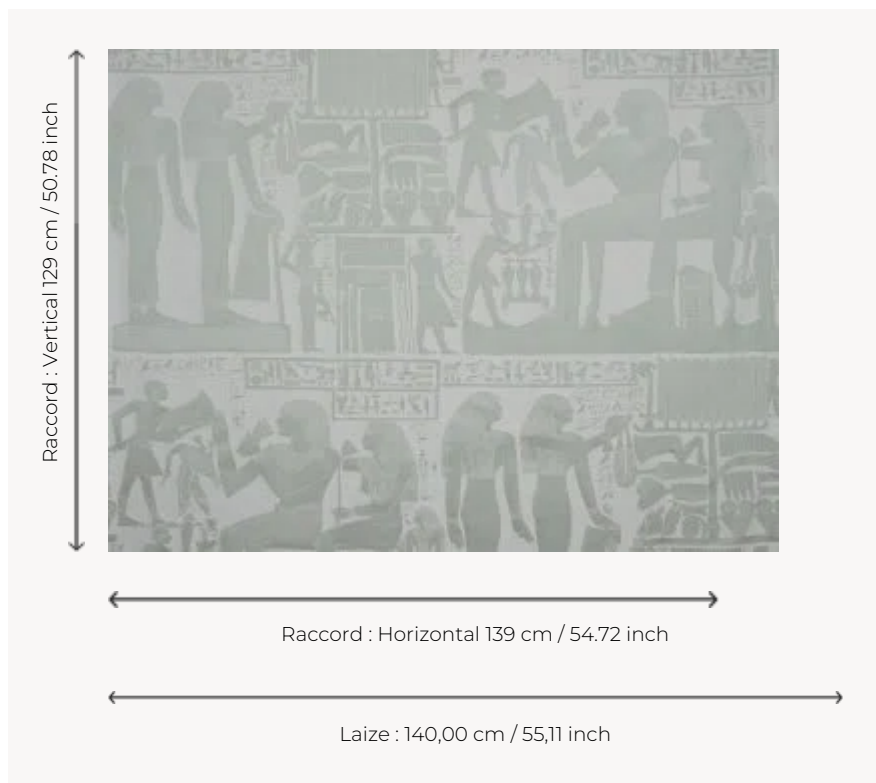 Raccord : Vertical 129 cm / 50.78 inch
Raccord : Horizontal 139 cm / 54.72 inch
Laize : 140,00 cm / 55,11 inch